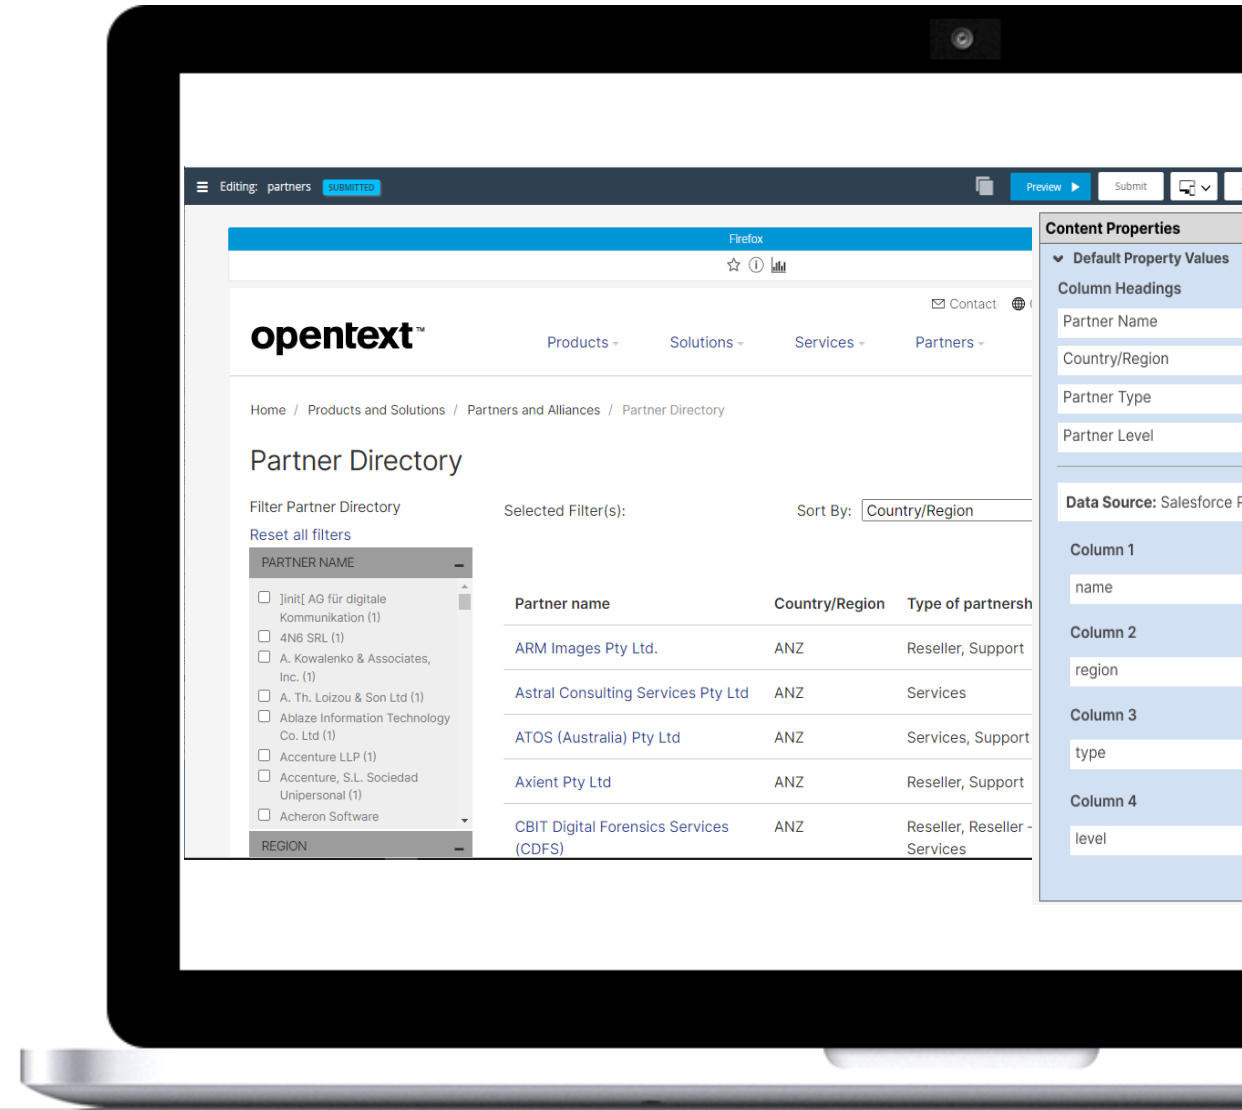 Editing: partners SUBMITTED
Preview
Submit
Firefox
Contact
opentext™
Products
Solutions
Services
Partners
Home / Products and Solutions / Partners and Alliances / Partner Directory
Partner Directory
Filter Partner Directory
Reset all filters
Selected Filter(s):
Sort By: Country/Region
PARTNER NAME
]init[ AG für digitale
Kommunikation (1)
4N6 SRL (1)
A. Kowalenko & Associates,
Inc. (1)
A. Th. Loizou & Son Ltd (1)
Ablaze Information Technology
Co. Ltd (1)
Accenture LLP (1)
Accenture, S.L. Sociedad
Unipersonal (1)
Acheron Software
REGION
Partner name Country/Region Type of partnersh
ARM Images Pty Ltd. ANZ Reseller, Support
Astral Consulting Services Pty Ltd ANZ Services
ATOS (Australia) Pty Ltd ANZ Services, Support
Axient Pty Ltd ANZ Reseller, Support
CBIT Digital Forensics Services ANZ Reseller, Reseller -
(CDFS) Services
Content Properties
Default Property Values
Column Headings
Partner Name
Country/Region
Partner Type
Partner Level
Data Source: Salesforce
Column 1
name
Column 2
region
Column 3
type
Column 4
level